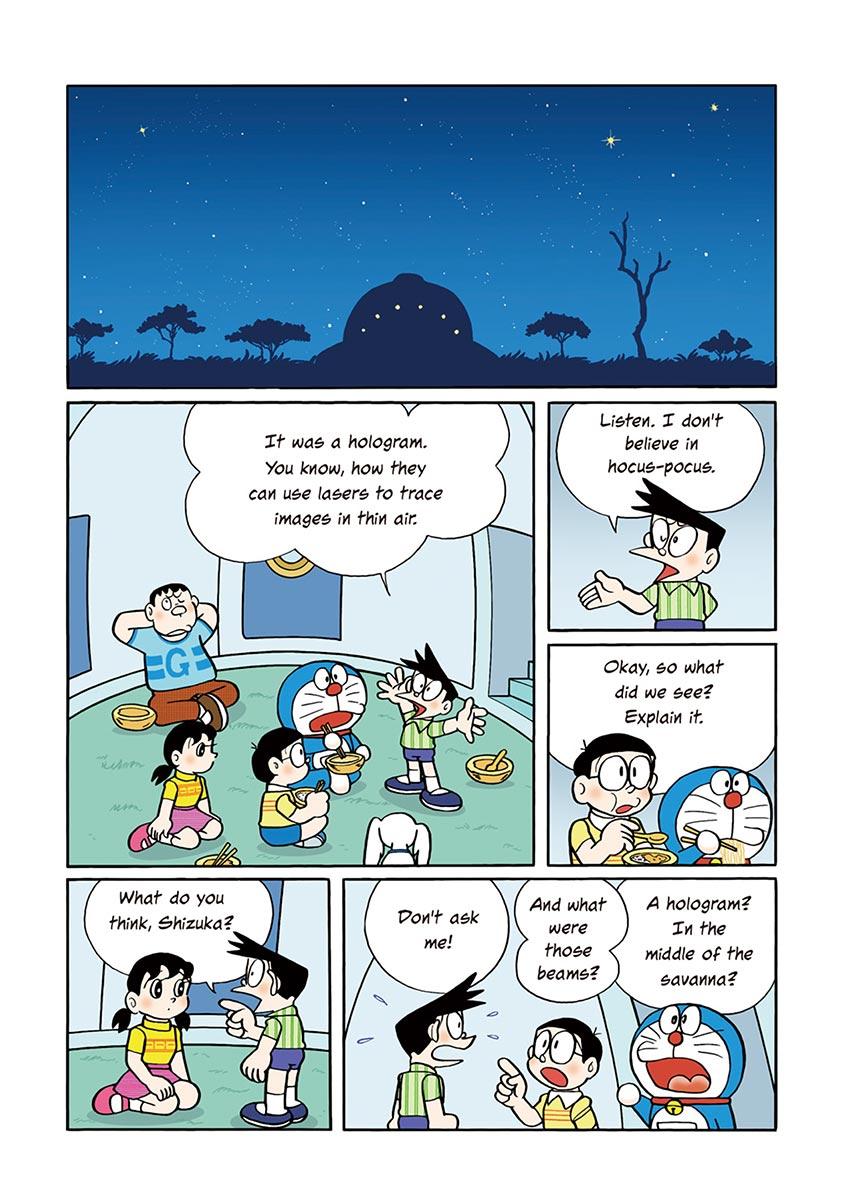 Listen. I don't
believe in
hocus-pocus.
Okay, so what
did we see?
Explain it.
It was a hologram.
You know, how they
can use lasers to trace
images in thin air.
G
A hologram?
In the
middle of the
savanna?
And what
were
those
beams?
Don't ask
me!
What do you
think, Shizuka?